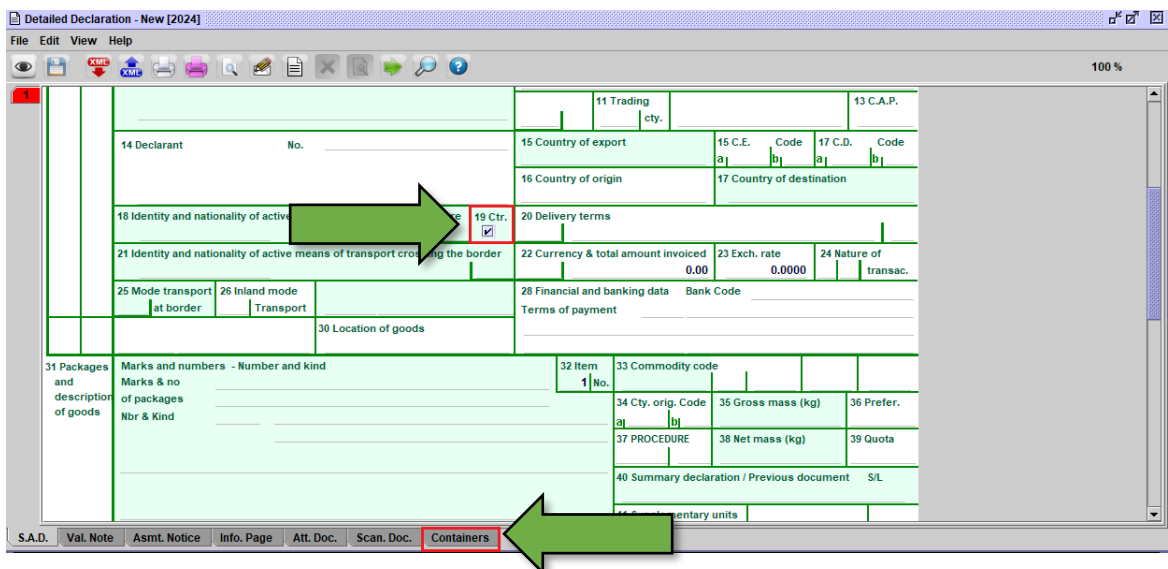 Detailed Declaration - New [2024]
File Edit View Help
XML XML ?
100 %
1
11 Trading 13 C.A.P.
cty.
14 Declarant No. 15 Country of export 15 C.E. Code 17 C.D. Code
a b a b
16 Country of origin 17 Country of destination
18 Identity and nationality of active 19 Ctr. 20 Delivery terms
21 Identity and nationality of active means of transport the border 22 Currency & total amount invoiced 23 Exch. rate 24 Nature of
0.00 0.0000 transac.
25 Mode transport 26 Inland mode 28 Financial and banking data Bank Code
at border Transport Terms of payment
30 Location of goods
31 Packages Marks and numbers - Number and kind 32 Item 33 Commodity code
and Marks & no 1 No.
description of packages 34 Cty. orig. Code 35 Gross mass (kg) 36 Prefer.
of goods Nbr & Kind a b
37 PROCEDURE 38 Net mass (kg) 39 Quota
40 Summary declaration / Previous document S/L
units
S.A.D. Val. Note Asmt. Notice Info. Page Att. Doc. Scan. Doc. Containers